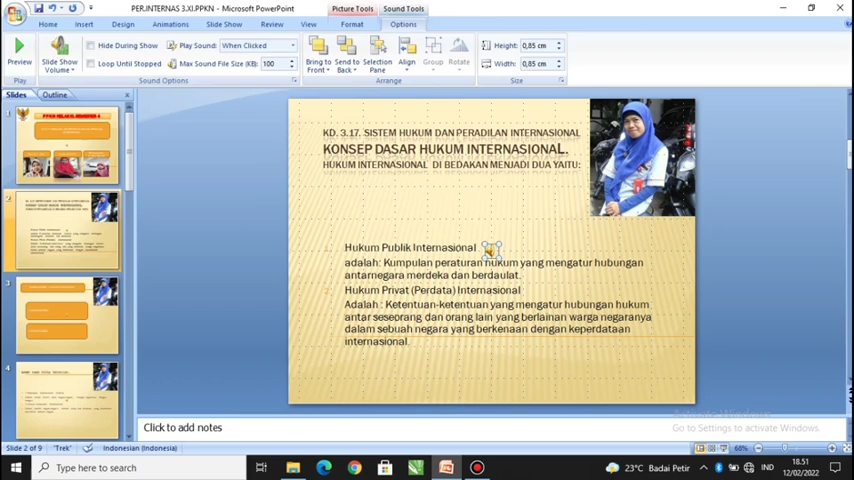 PER.INTERNAS 3.XI.PPKN - Microsoft PowerPoint
Picture Tools
Sound Tools
Home Insert Design Animations Slide Show Review View Format Options
Preview
Slide Show Volume
Hide During Show
Play Sound: When Clicked
Loop Until Stopped
Max Sound File Size (KB): 100
Bring to Front
Send to Back
Selection Pane
Align
Group
Rotate
Height: 0,85 cm
Width: 0,85 cm
Play
Sound Options
Arrange
Size
Slides Outline
1
2
3
4
KD. 3.17. SISTEM HUKUM DAN PERADILAN INTERNASIONAL
KONSEP DASAR HUKUM INTERNASIONAL.
HUKUM INTERNASIONAL DI BEDAKAN MENJADI DUA YAITU:
1. Hukum Publik Internasional
adalah: Kumpulan peraturan hukum yang mengatur hubungan
antarnegara merdeka dan berdaulat.
2. Hukum Privat (Perdata) Internasional
Adalah : Ketentuan-ketentuan yang mengatur hubungan hukum
antar seseorang dan orang lain yang berlainan warga negaranya
dalam sebuah negara yang berkenaan dengan keperdataan
internasional.
Click to add notes
Activate Windows
Go to Settings to activate Windows.
Slide 2 of 9 "Trek" Indonesian (Indonesia) 68%
Type here to search
23°C Badai Petir
IND
18.51
12/02/2022